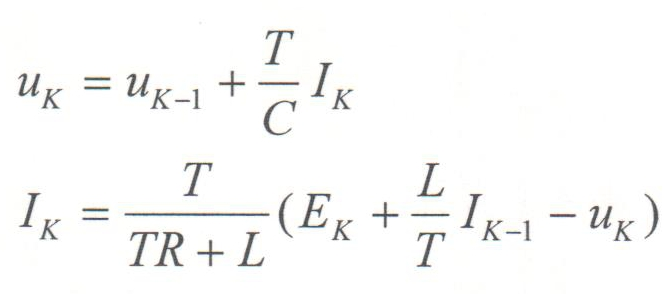 u_K = u_{K-1} + \frac{T}{C} I_K
I_K = \frac{T}{TR + L} ( E_K + \frac{L}{T} I_{K-1} - u_K )